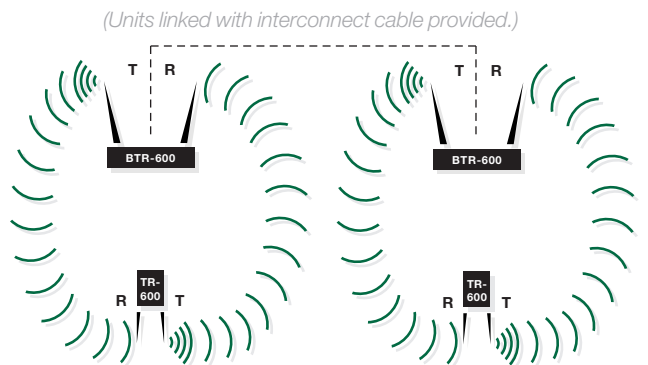 (Units linked with interconnect cable provided.)
T R
T R
BTR-600
BTR-600
TR-
600
R T
TR-
600
R T